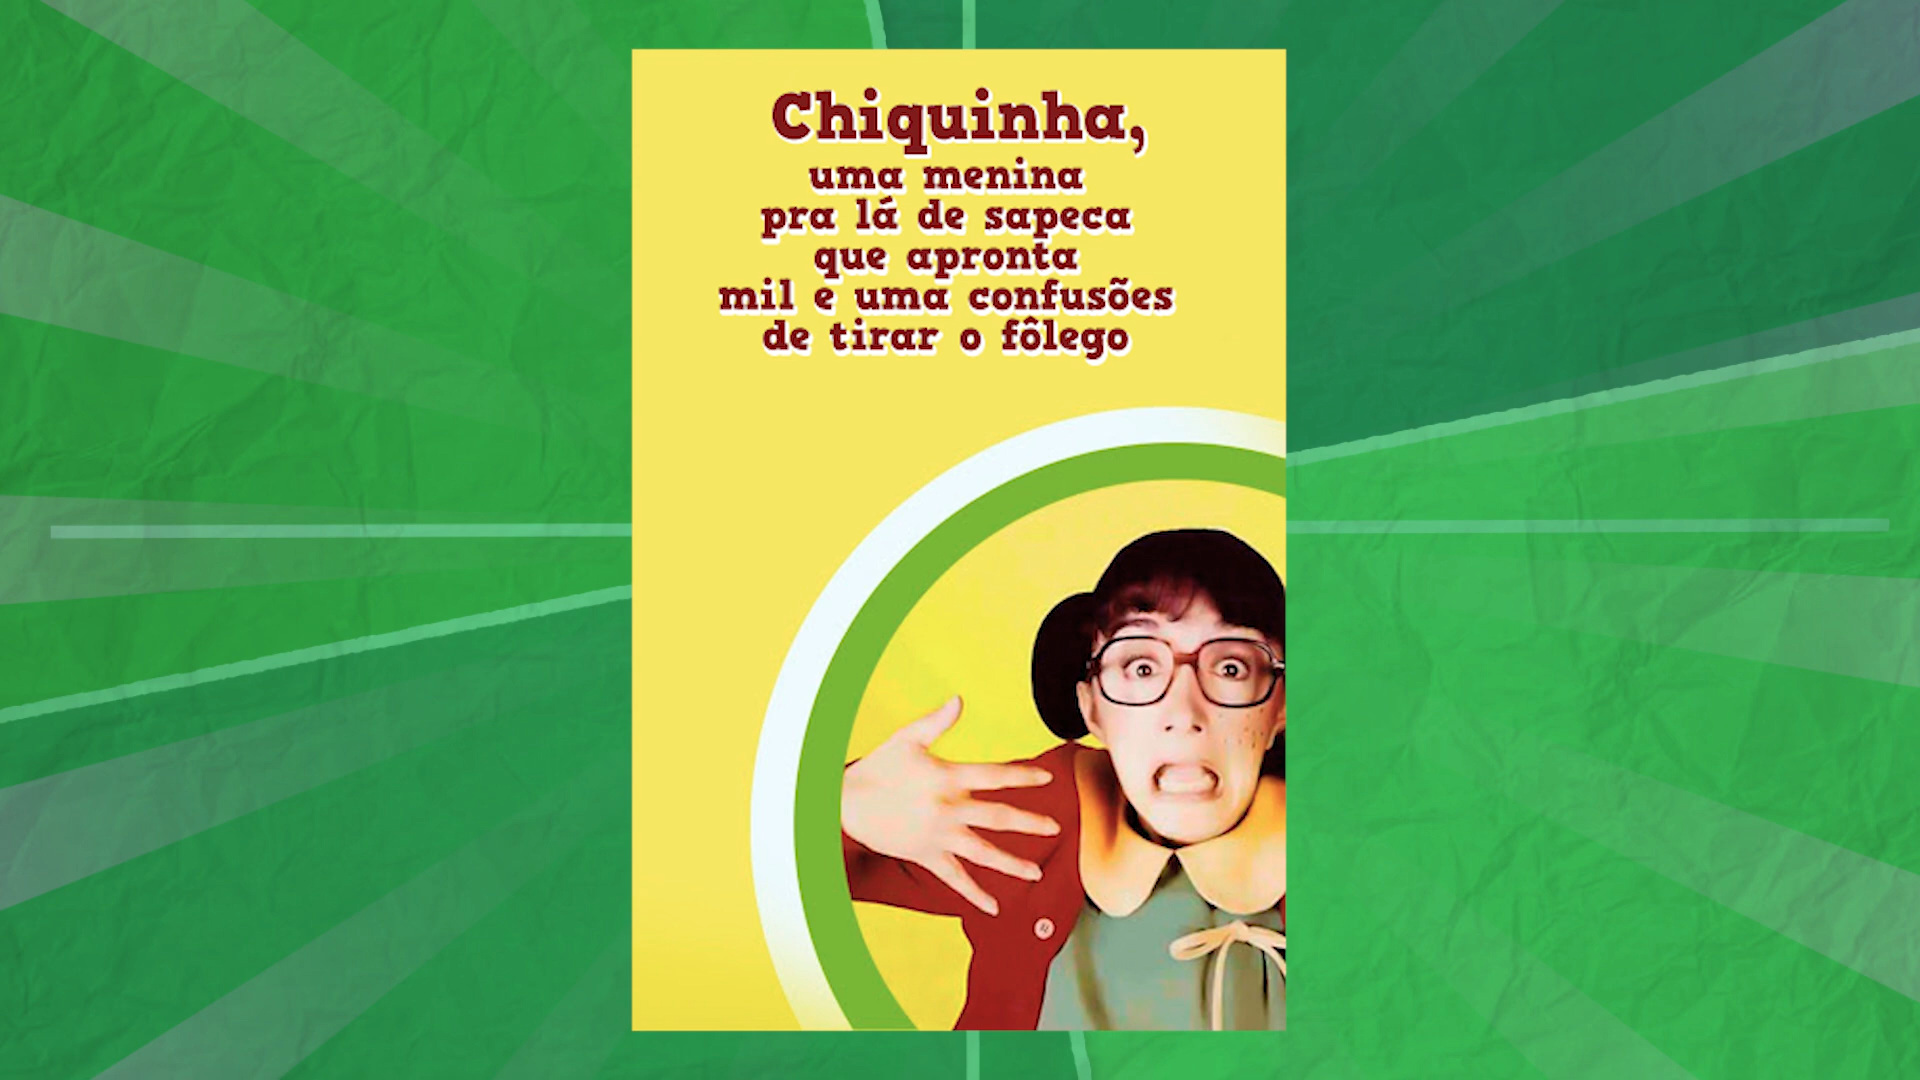 Chiquinha,
uma menina
pra lá de sapeca
que apronta
mil e uma confusões
de tirar o fôlego